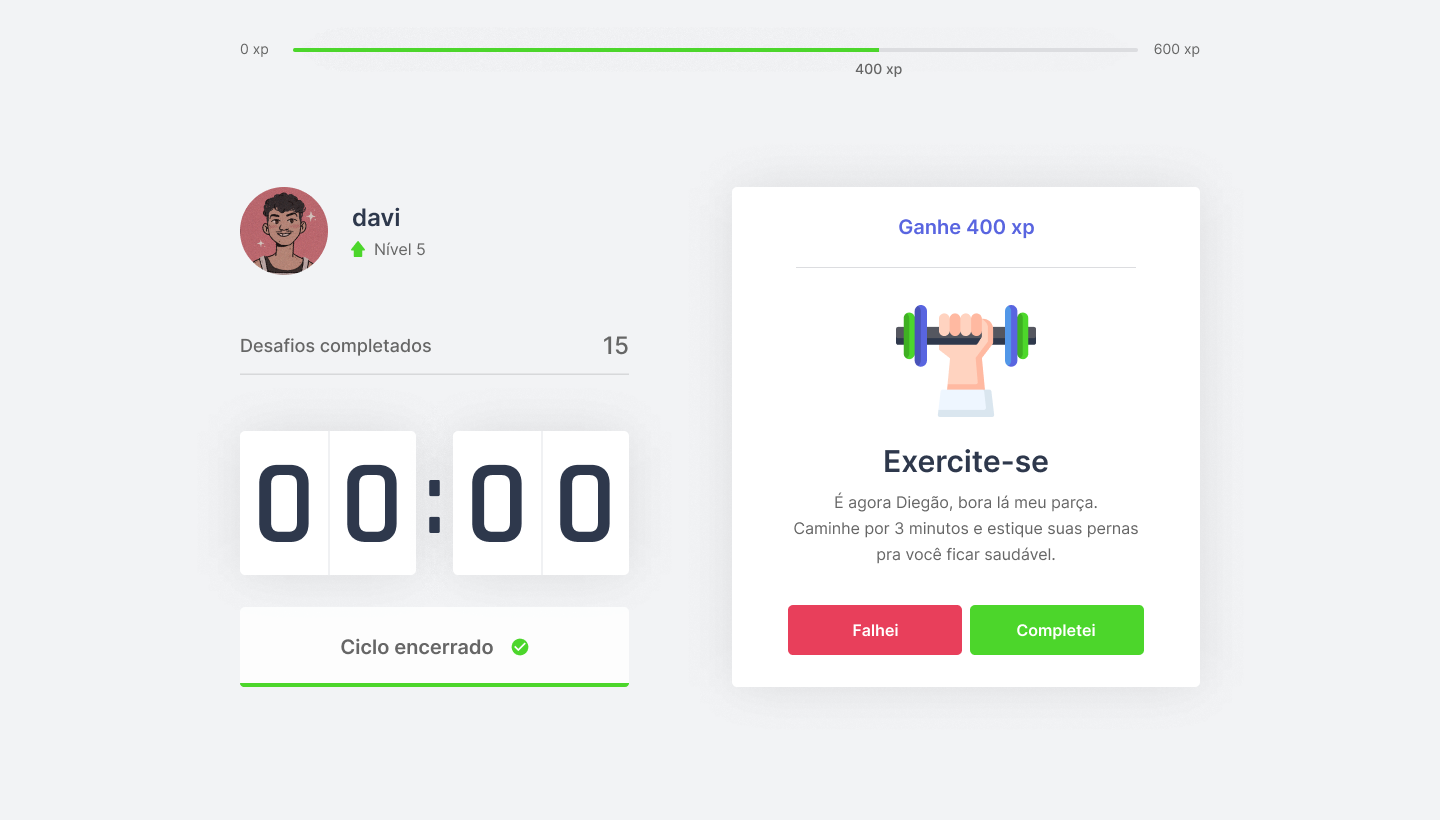 0 xp
600 xp
400 xp
davi
Nível 5
Desafios completados
15
00:00
Ciclo encerrado
Ganhe 400 xp
Exercite-se
É agora Diegão, bora lá meu parça.
Caminhe por 3 minutos e estique suas pernas
pra você ficar saudável.
Falhei
Completei